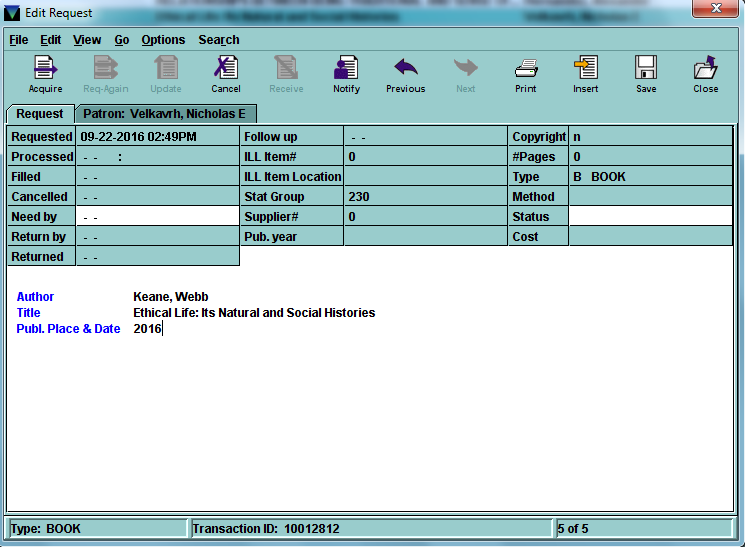 Edit Request
File Edit View Go Options Search
Acquire Req-Again Update Cancel Receive Notify Previous Next Print Insert Save Close
Request Patron: Velkavrh, Nicholas E
Requested 09-22-2016 02:49PM Follow up - - Copyright n
Processed - - : ILL Item# 0 #Pages 0
Filled - - ILL Item Location Type B BOOK
Cancelled - - Stat Group 230 Method
Need by - - Supplier# 0 Status
Return by - - Pub. year Cost
Returned - -
Author Keane, Webb
Title Ethical Life: Its Natural and Social Histories
Publ. Place & Date 2016
Type: BOOK Transaction ID: 10012812 5 of 5